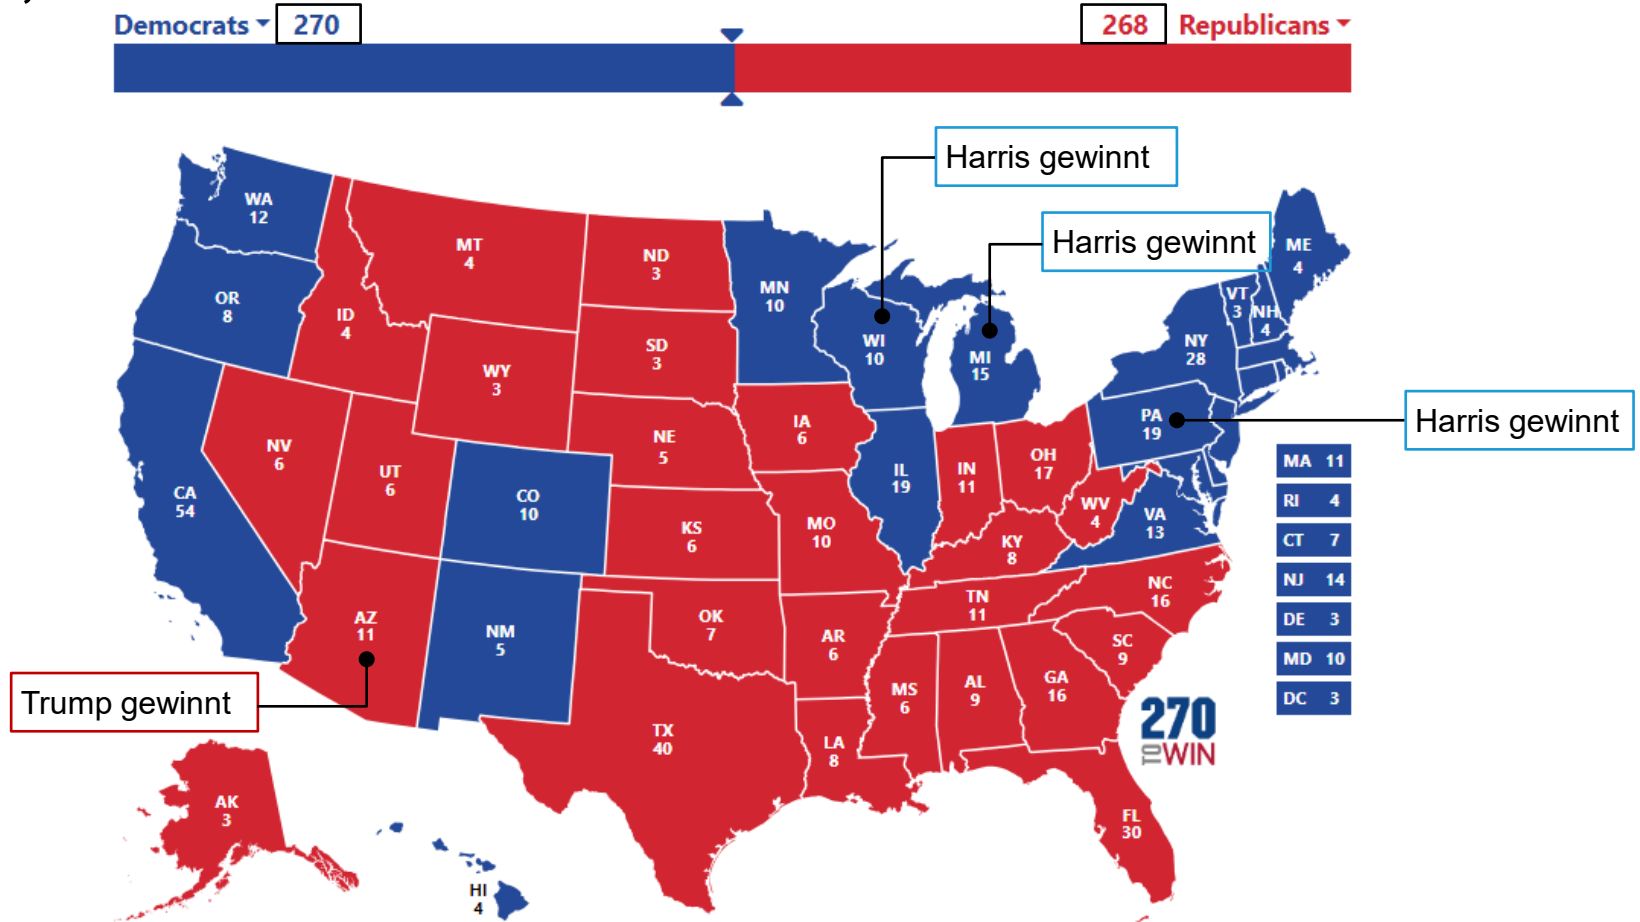 Democrats 270
268 Republicans
Harris gewinnt
Harris gewinnt
Harris gewinnt
Trump gewinnt
WA
12
OR
8
CA
54
ID
4
NV
6
MT
4
WY
3
UT
6
AZ
11
CO
10
NM
5
ND
3
SD
3
NE
5
KS
6
OK
7
TX
40
MN
10
IA
6
MO
10
AR
6
LA
8
WI
10
IL
19
MI
15
IN
11
OH
17
KY
8
TN
11
MS
6
AL
9
GA
16
FL
30
SC
9
NC
16
VA
13
WV
4
PA
19
NY
28
VT
3
NH
4
ME
4
MA 11
RI 4
CT 7
NJ 14
DE 3
MD 10
DC 3
AK
3
HI
4
270
TO WIN